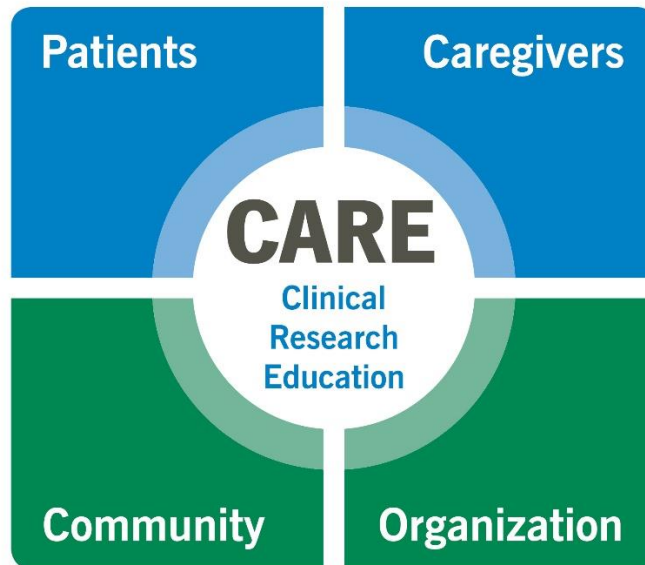 Patients
Caregivers
CARE
Clinical
Research
Education
Community
Organization